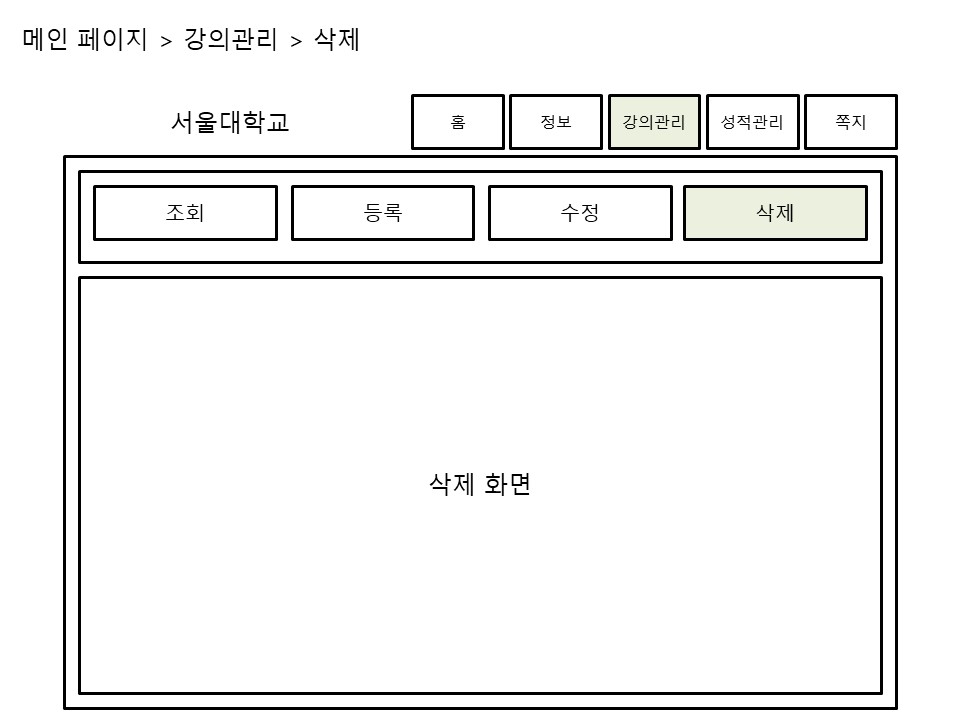 메인 페이지 > 강의관리 > 삭제
서울대학교
홈
정보
강의관리
성적관리
쪽지
조회
등록
수정
삭제
삭제 화면